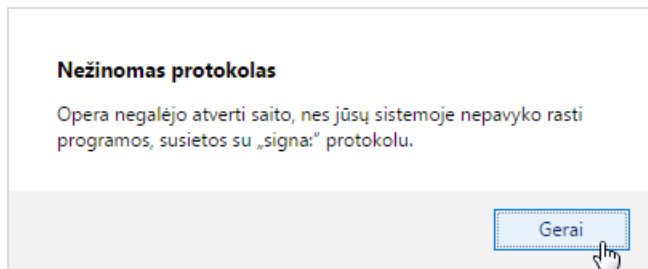 Nežinomas protokolas
Opera negalėjo atverti saito, nes jūsų sistemoje nepavyko rasti
programos, susietos su „signa:“ protokolu.
Gerai